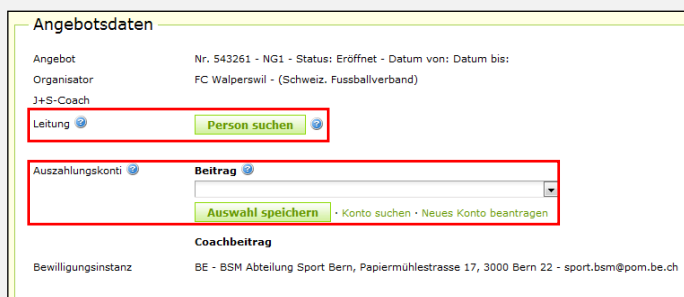 Angebotsdaten
Angebot Nr. 543261 - NG1 - Status: Eröffnet - Datum von: Datum bis:
Organisator FC Walperswil - (Schweiz. Fussballverband)
J+S-Coach
Leitung ? Person suchen ?
Auszahlungskonti ? Beitrag ?
Auswahl speichern · Konto suchen · Neues Konto beantragen
Coachbeitrag
Bewilligungsinstanz BE - BSM Abteilung Sport Bern, Papiermühlestrasse 17, 3000 Bern 22 - sport.bsm@pom.be.ch